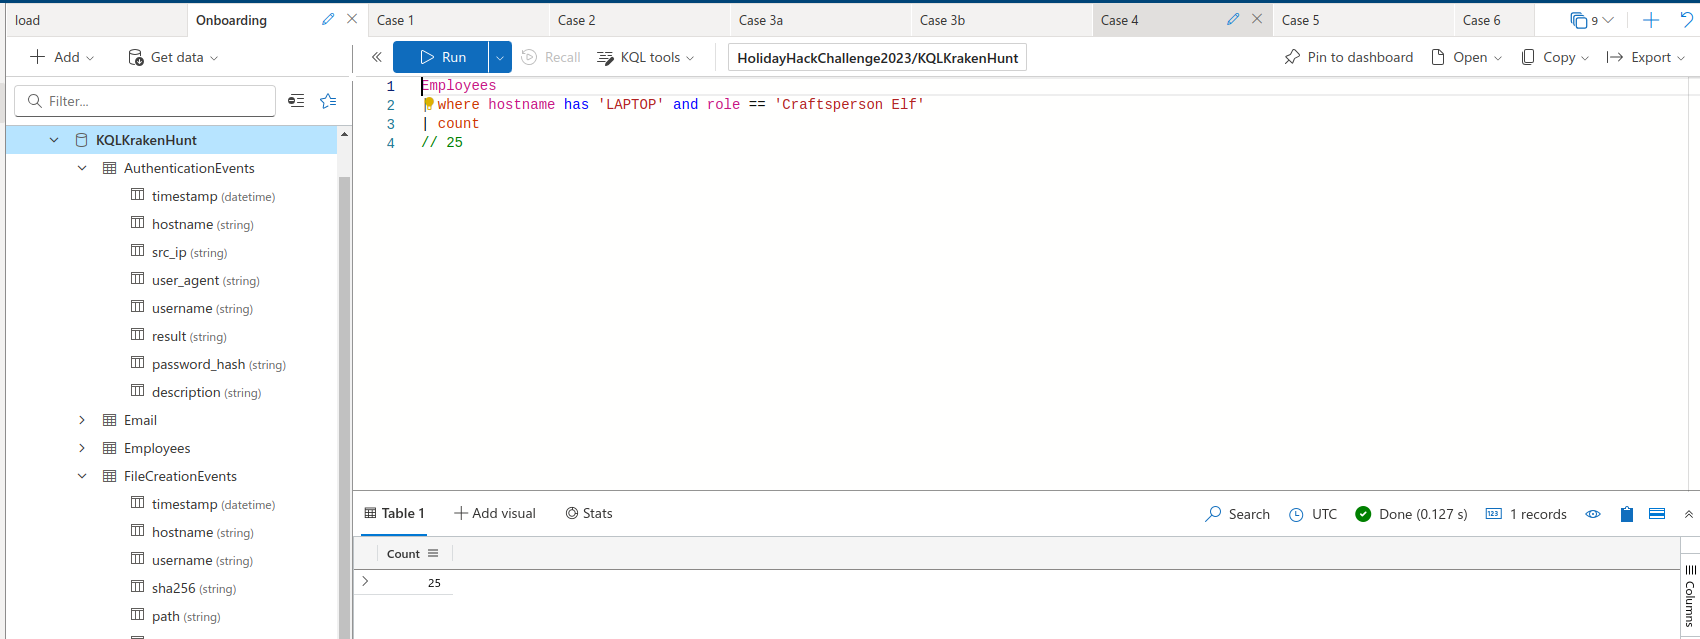 load
Onboarding
Case 1
Case 2
Case 3a
Case 3b
Case 4
Case 5
Case 6
9
Add
Get data
Run
Recall
KQL tools
HolidayHackChallenge2023/KQLKrakenHunt
Pin to dashboard
Open
Copy
Export
Filter...
KQLKrakenHunt
AuthenticationEvents
timestamp (datetime)
hostname (string)
src_ip (string)
user_agent (string)
username (string)
result (string)
password_hash (string)
description (string)
Email
Employees
FileCreationEvents
timestamp (datetime)
hostname (string)
username (string)
sha256 (string)
path (string)
1 Employees
2 | where hostname has 'LAPTOP' and role == 'Craftsperson Elf'
3 | count
4 // 25
Table 1
Add visual
Stats
Search
UTC
Done (0.127 s)
123
1 records
Count
25
Columns